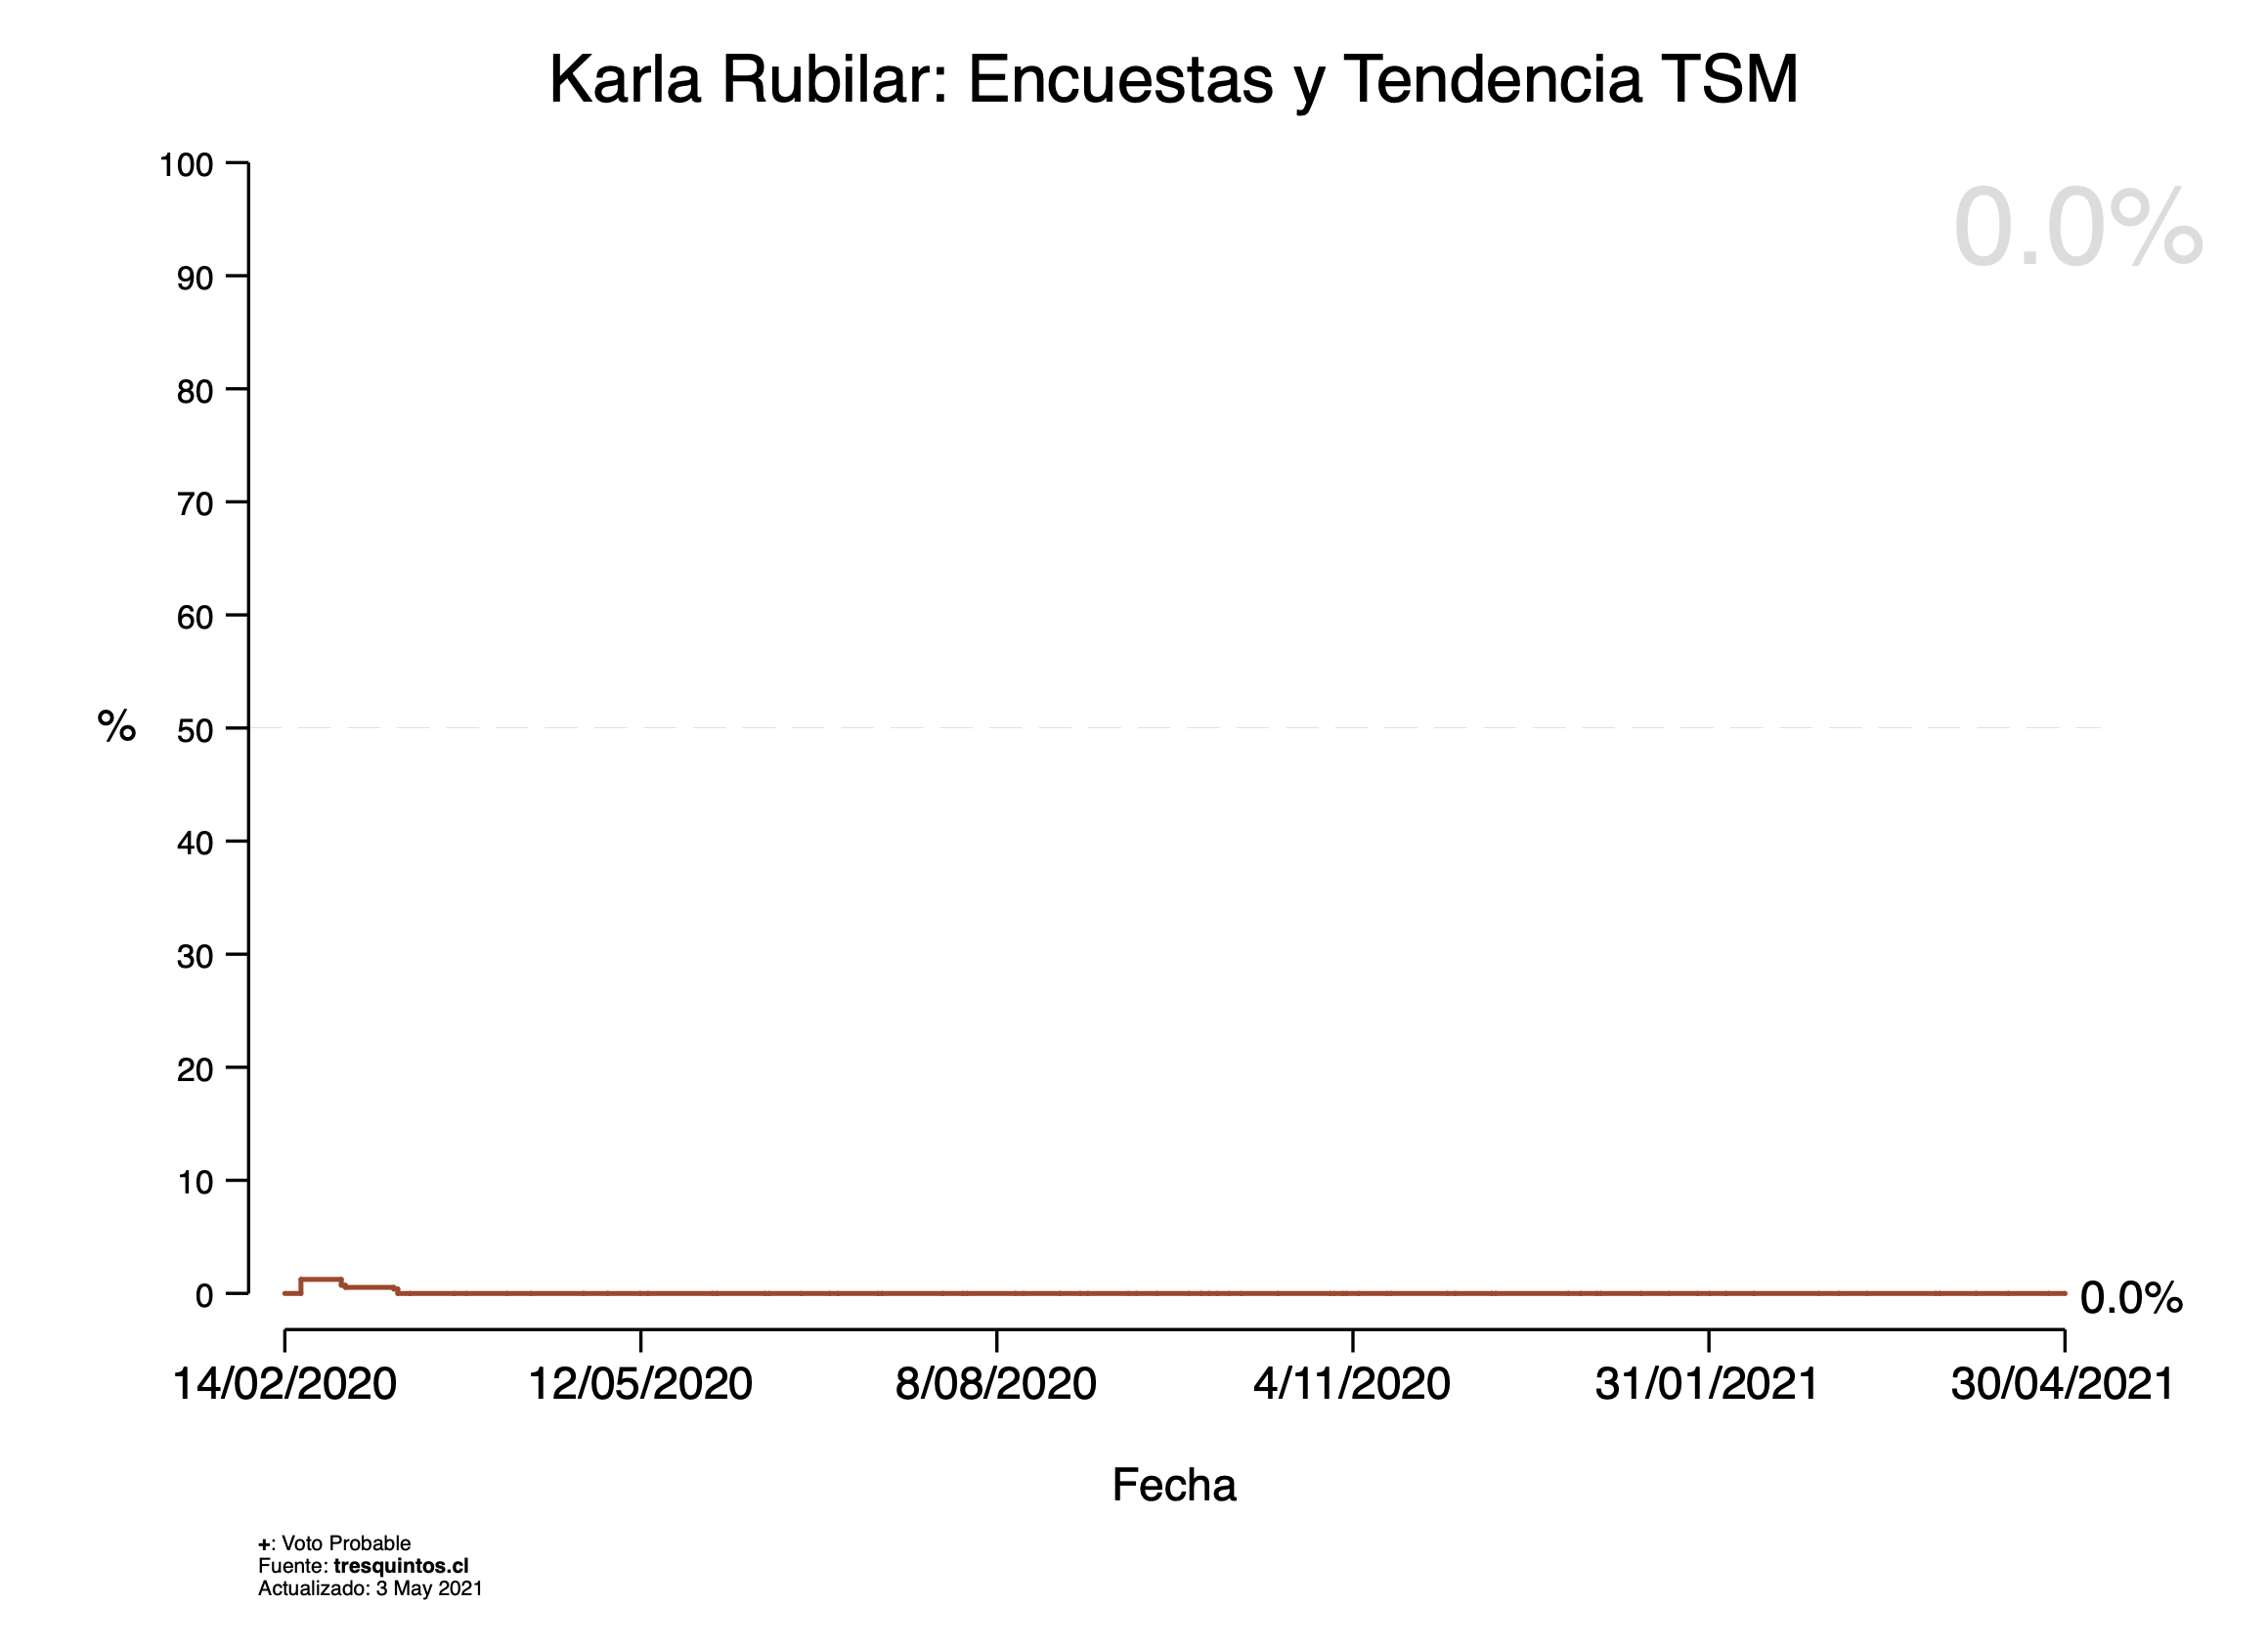 Karla Rubilar: Encuestas y Tendencia TSM
0.0%
100
90
80
70
60
% 50
40
30
20
10
0
0.0%
14/02/2020 12/05/2020 8/08/2020 4/11/2020 31/01/2021 30/04/2021
Fecha
+: Voto Probable
Fuente: tresquintos.cl
Actualizado: 3 May 2021